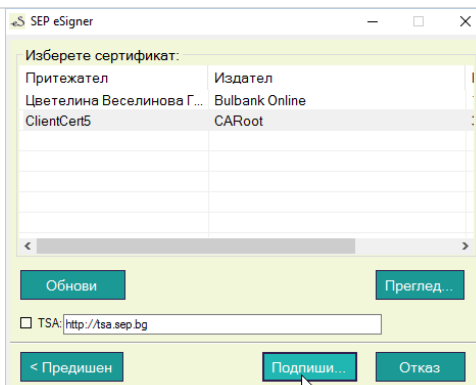 SEP eSigner
Изберете сертификат:
Притежател Издател
Цветелина Веселинова Г... Bulbank Online
ClientCert5 CARoot
Обнови Преглед...
TSA: http://tsa.sep.bg
< Предишен Подпиши... Отказ